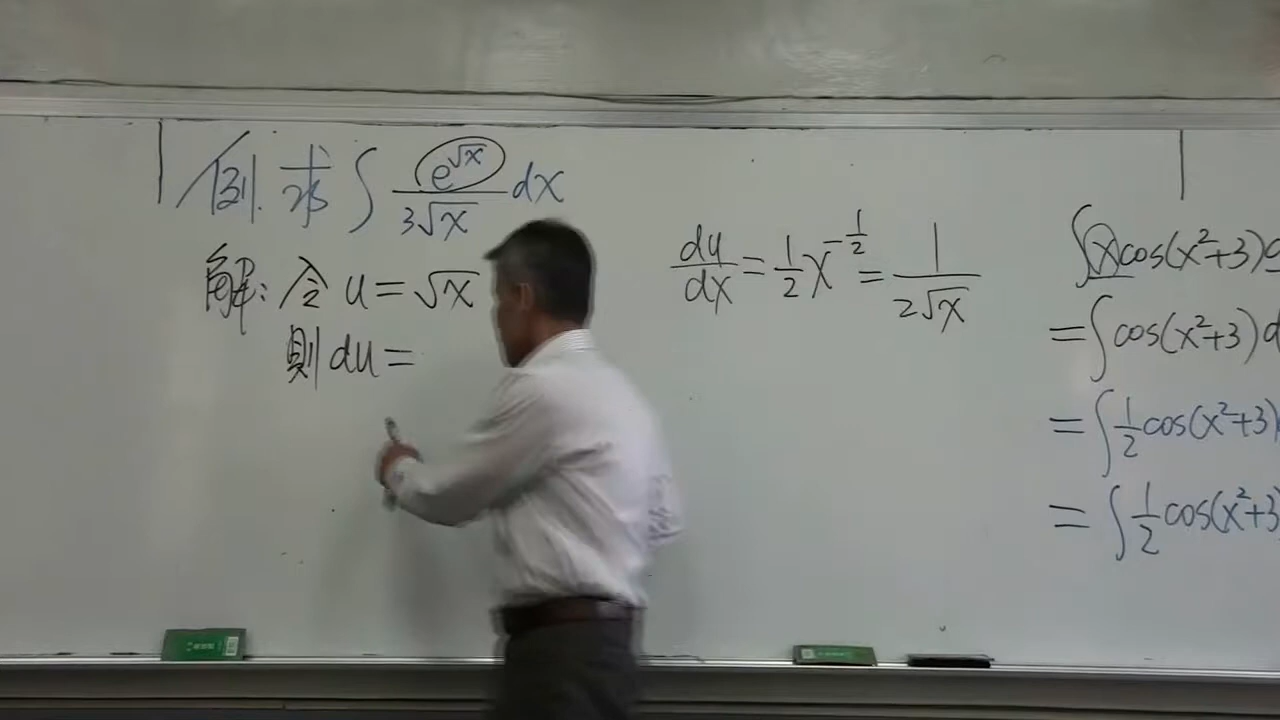 例. 求 ∫ e^√x / 3√x dx
解: 令 u = √x
則 du =
du/dx = 1/2 x^(-1/2) = 1 / 2√x
∫ x cos(x²+3) d
= ∫ cos(x²+3) d
= ∫ 1/2 cos(x²+3)
= ∫ 1/2 cos(x²+3)